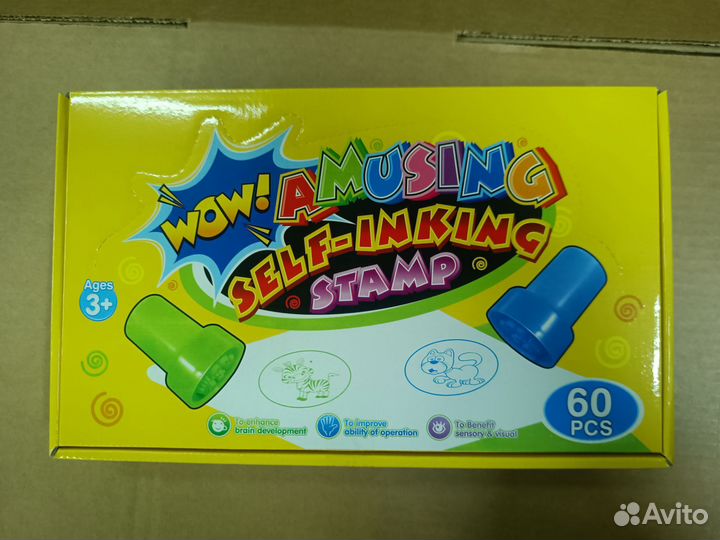 WOW!
AMUSING
SELF-INKING
STAMP
Ages
3+
To enhance
brain development
To improve
ability of operation
To Benefit
sensory & visual
60
PCS
Avito